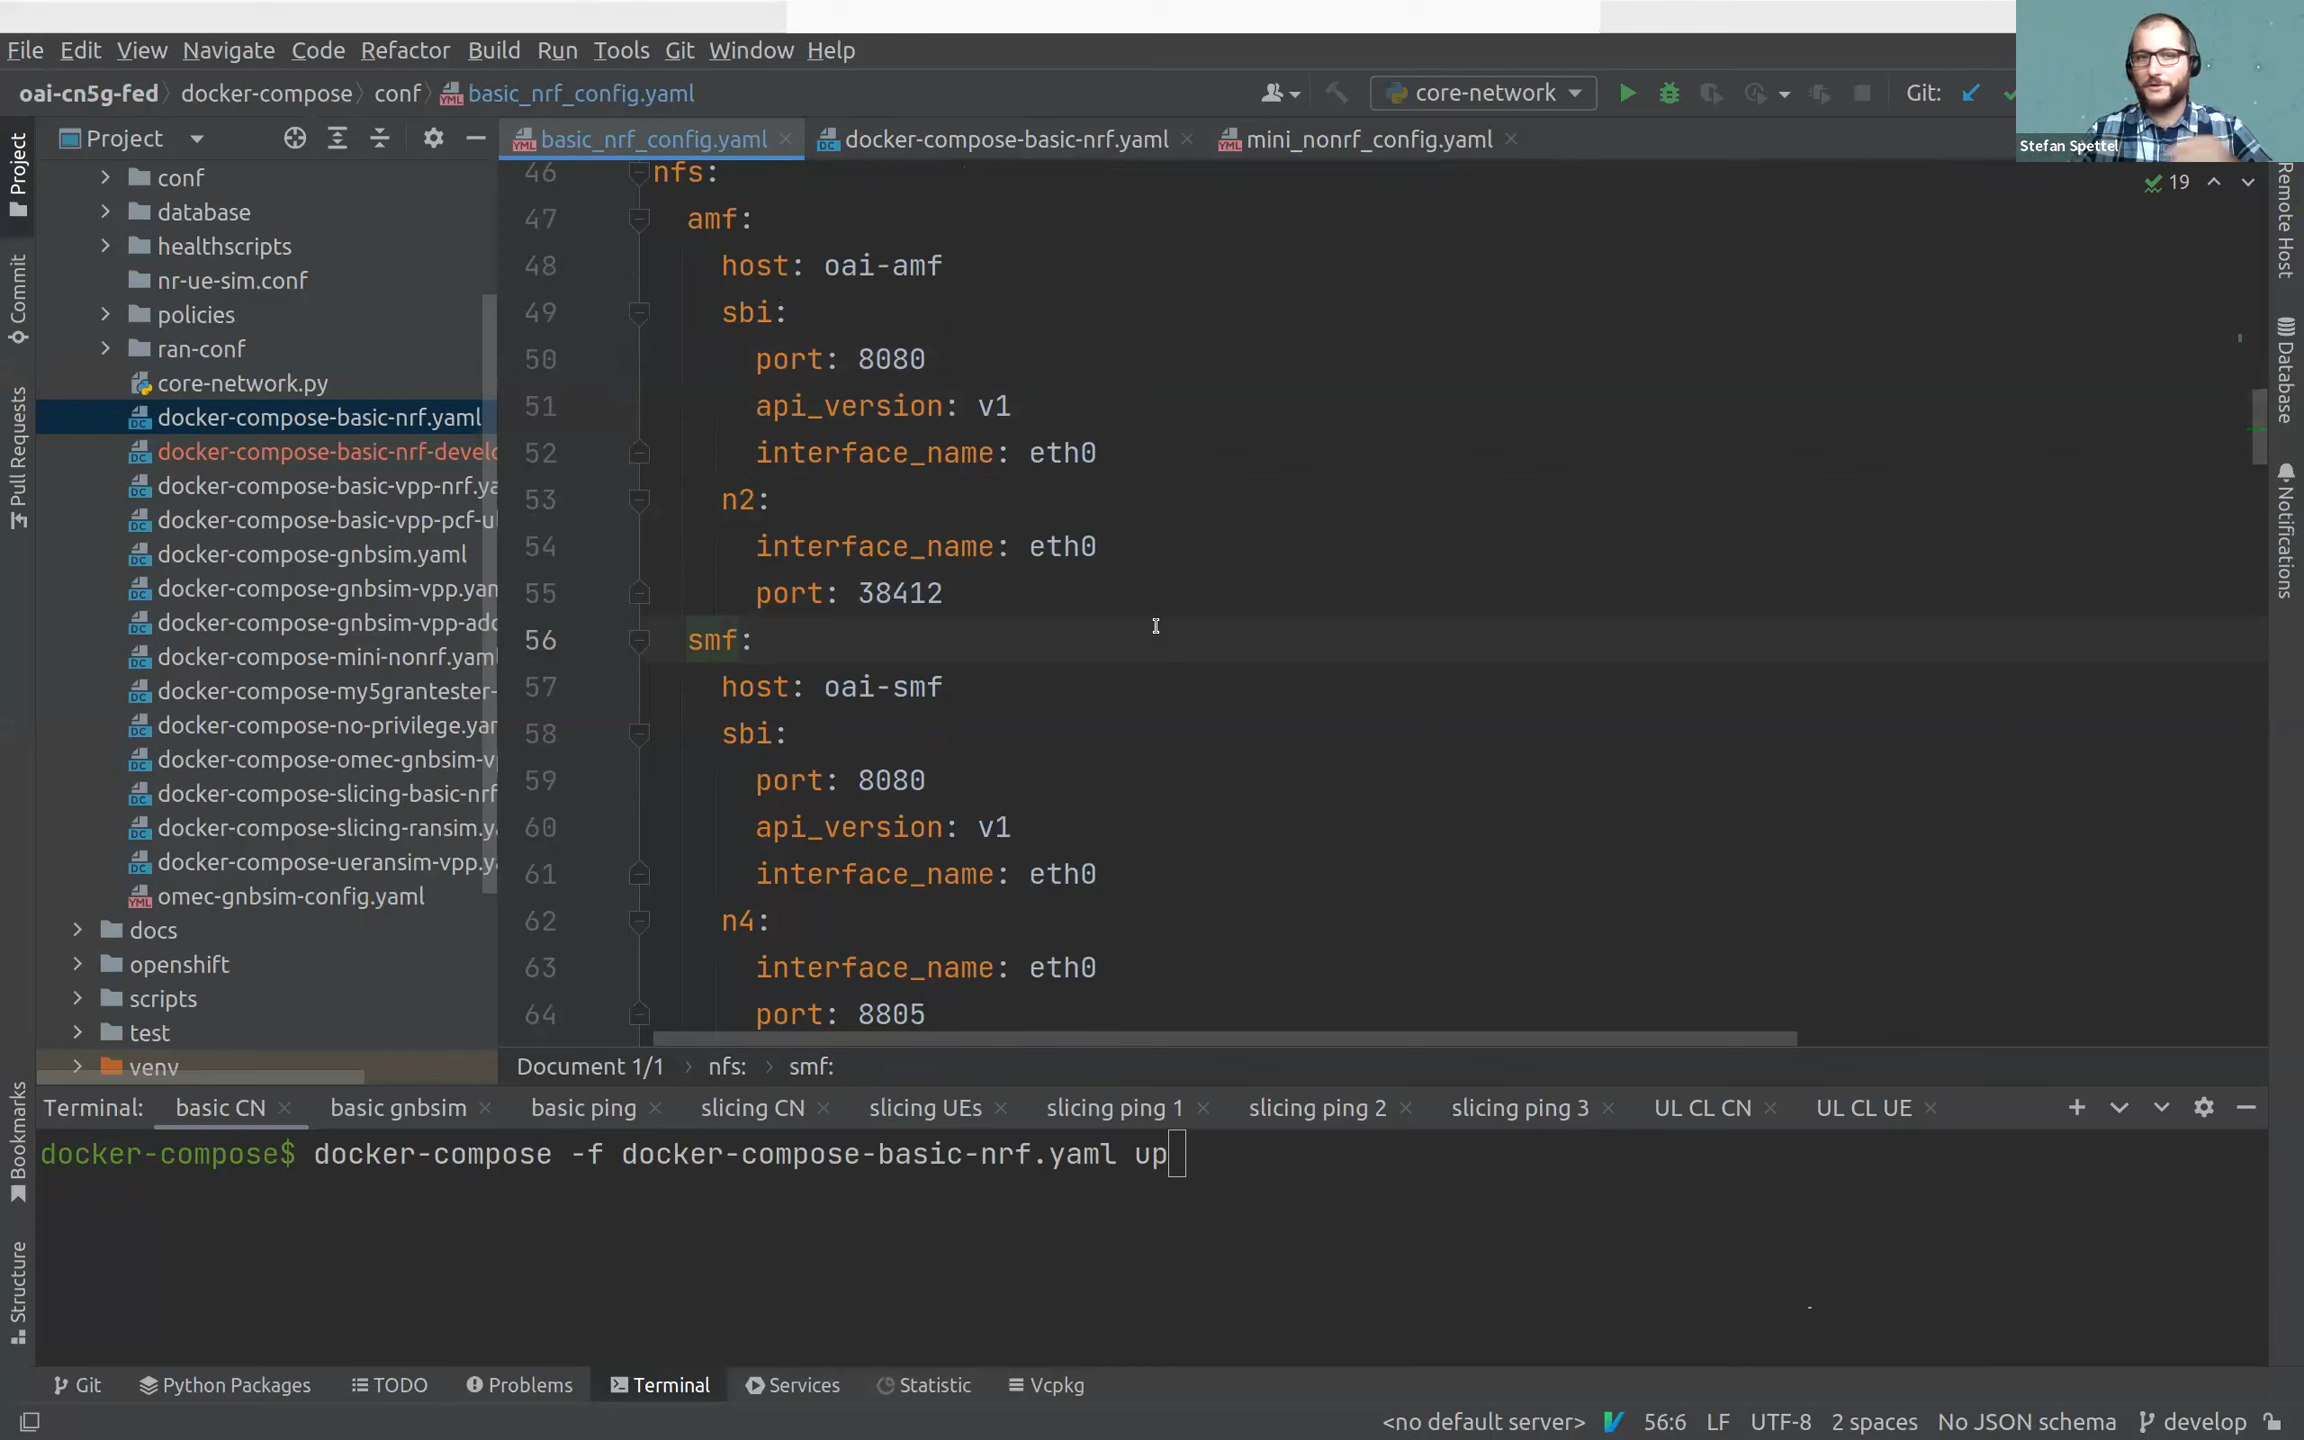 File Edit View Navigate Code Refactor Build Run Tools Git Window Help
oai-cn5g-fed docker-compose conf basic_nrf_config.yaml
core-network Git:
Stefan Spettel
Project
basic_nrf_config.yaml docker-compose-basic-nrf.yaml mini_nonrf_config.yaml
Project
Commit
Pull Requests
Bookmarks
Structure
conf
database
healthscripts
nr-ue-sim.conf
policies
ran-conf
core-network.py
docker-compose-basic-nrf.yaml
docker-compose-basic-nrf-develo
docker-compose-basic-vpp-nrf.ya
docker-compose-basic-vpp-pcf-ul
docker-compose-gnbsim.yaml
docker-compose-gnbsim-vpp.yam
docker-compose-gnbsim-vpp-add
docker-compose-mini-nonrf.yaml
docker-compose-my5grantester-
docker-compose-no-privilege.yam
docker-compose-omec-gnbsim-v
docker-compose-slicing-basic-nrf
docker-compose-slicing-ransim.y
docker-compose-ueransim-vpp.y
omec-gnbsim-config.yaml
docs
openshift
scripts
test
venv
46 nfs:
47 amf:
48 host: oai-amf
49 sbi:
50 port: 8080
51 api_version: v1
52 interface_name: eth0
53 n2:
54 interface_name: eth0
55 port: 38412
56 smf:
57 host: oai-smf
58 sbi:
59 port: 8080
60 api_version: v1
61 interface_name: eth0
62 n4:
63 interface_name: eth0
64 port: 8805
19
Remote Host
Database
Notifications
Document 1/1 nfs: smf:
Terminal: basic CN basic gnbsim basic ping slicing CN slicing UEs slicing ping 1 slicing ping 2 slicing ping 3 UL CL CN UL CL UE
docker-compose$ docker-compose -f docker-compose-basic-nrf.yaml up
Git Python Packages TODO Problems Terminal Services Statistic Vcpkg
<no default server> 56:6 LF UTF-8 2 spaces No JSON schema develop